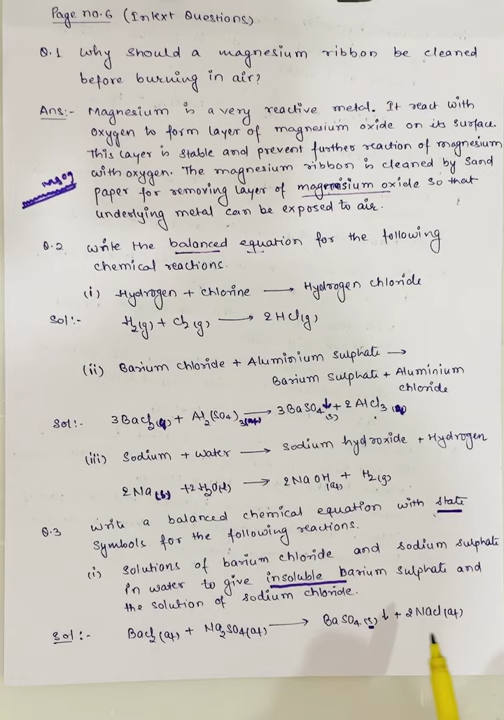 Page no.6 (Intext Questions)
Q.1 Why should a magnesium ribbon be cleaned
before burning in air?
Ans:- Magnesium is a very reactive metal. It react with
oxygen to form layer of magnesium oxide on its surface
This layer is stable and prevent further reaction of magnesium
with oxygen. The magnesium ribbon is cleaned by sand
paper for removing layer of magnesium oxide so that
underlying metal can be exposed to air.
Q.2 write the balanced equation for the following
chemical reactions.
(i) Hydrogen + chlorine → Hydrogen chloride
Sol:- H2(g) + Cl2(g) → 2HCl(g)
(ii) Barium chloride + Aluminium sulphate →
Barium sulphate + Aluminium
chloride
Sol:- 3BaCl2(aq) + Al2(SO4)3(aq) → 3BaSO4↓(s) + 2AlCl3(aq)
(iii) Sodium + water → Sodium hydroxide + Hydrogen
2Na(s) + 2H2O(l) → 2NaOH(aq) + H2(g)
Q.3 write a balanced chemical equation with state
symbols for the following reactions.
(i) Solutions of barium chloride and sodium sulphate
in water to give insoluble barium sulphate and
the solution of sodium chloride.
Sol:- BaCl2(aq) + Na2SO4(aq) → BaSO4(s)↓ + 2NaCl(aq)